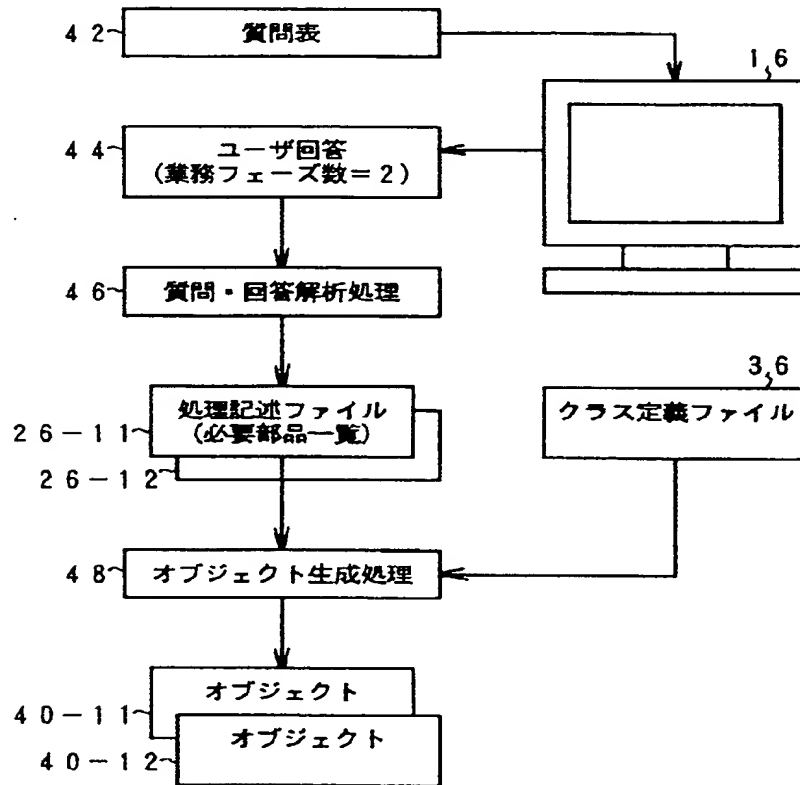 42 質問表
16
44 ユーザ回答
(業務フェーズ数=2)
46 質問・回答解析処理
36
26-11 処理記述ファイル
(必要部品一覧)
クラス定義ファイル
26-12
48 オブジェクト生成処理
40-11 オブジェクト
40-12 オブジェクト